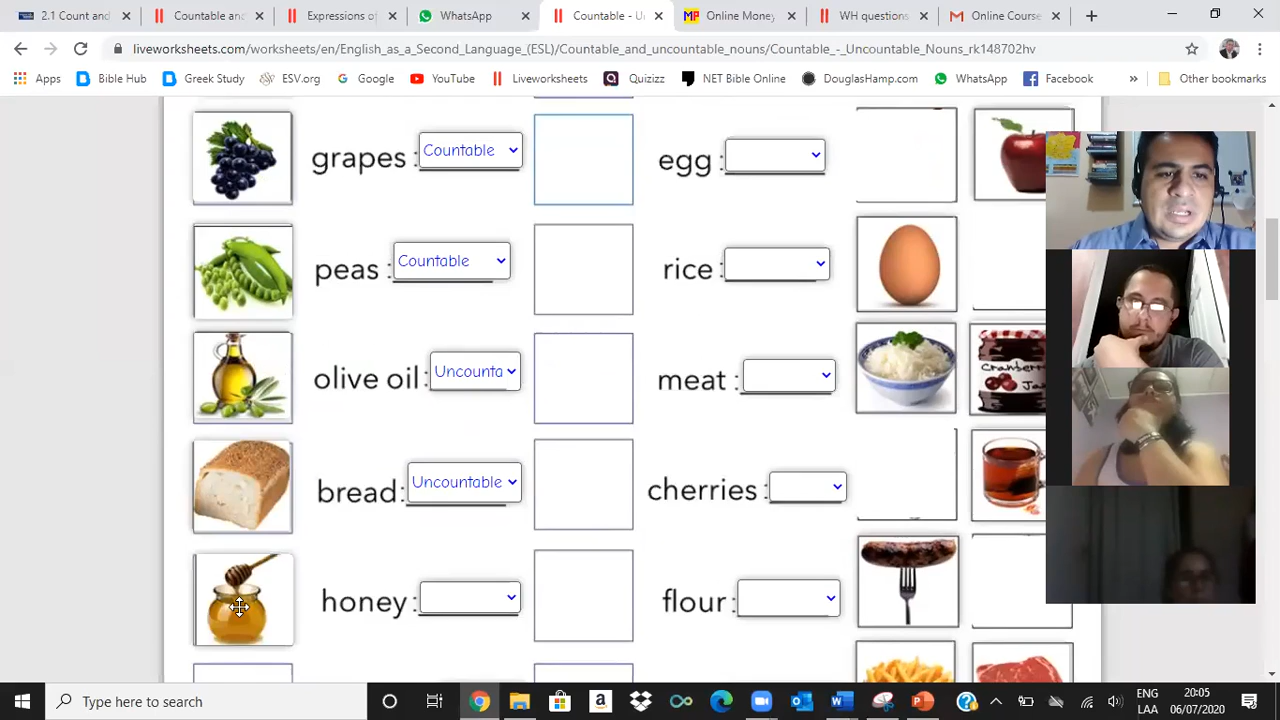 2.1 Count and
Countable and
Expressions of
WhatsApp
Countable - U
Online Money
WH questions
Online Course
liveworksheets.com/worksheets/en/English_as_a_Second_Language_(ESL)/Countable_and_uncountable_nouns/Countable_-_Uncountable_Nouns_rk148702hv
Apps
Bible Hub
Greek Study
ESV.org
Google
YouTube
Liveworksheets
Quizizz
NET Bible Online
DouglasHamp.com
WhatsApp
Facebook
»
Other bookmarks
grapes : Countable
egg :
peas : Countable
rice :
olive oil: Uncounta
meat :
Cranberry
Jam
bread: Uncountable
cherries :
honey :
flour :
Type here to search
ENG
LAA
20:05
06/07/2020